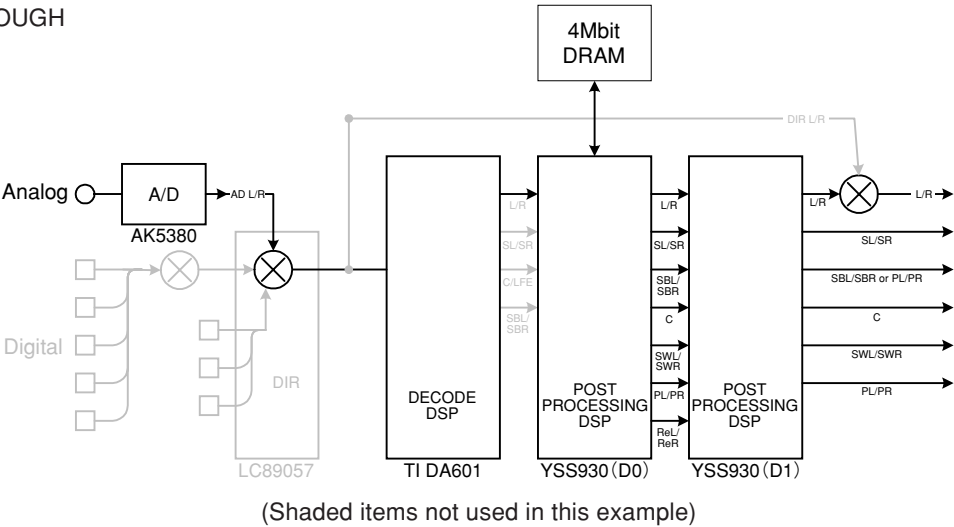 OUGH
4Mbit
DRAM
DIR L/R
Analog
A/D
AD L/R
AK5380
L/R
SL/SR
C/LFE
SBL/
SBR
L/R
SL/SR
SBL/
SBR
C
SWL/
SWR
PL/PR
ReL/
ReR
L/R
L/R
SL/SR
SBL/SBR or PL/PR
C
SWL/SWR
PL/PR
Digital
DIR
DECODE
DSP
POST
PROCESSING
DSP
POST
PROCESSING
DSP
LC89057
TI DA601
YSS930 (D0)
YSS930 (D1)
(Shaded items not used in this example)